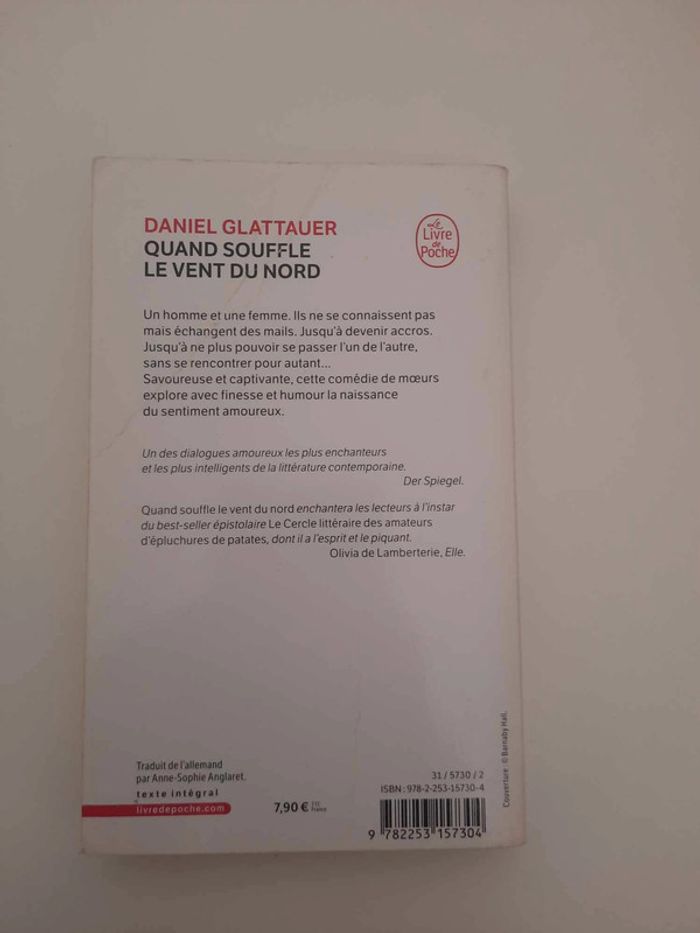 DANIEL GLATTAUER
QUAND SOUFFLE
LE VENT DU NORD
Le
Livre
de
Poche
Un homme et une femme. Ils ne se connaissent pas
mais échangent des mails. Jusqu'à devenir accros.
Jusqu'à ne plus pouvoir se passer l'un de l'autre,
sans se rencontrer pour autant...
Savoureuse et captivante, cette comédie de mœurs
explore avec finesse et humour la naissance
du sentiment amoureux.
Un des dialogues amoureux les plus enchanteurs
et les plus intelligents de la littérature contemporaine.
Der Spiegel.
Quand souffle le vent du nord enchantera les lecteurs à l'instar
du best-seller épistolaire Le Cercle littéraire des amateurs
d'épluchures de patates, dont il a l'esprit et le piquant.
Olivia de Lamberterie, Elle.
Couverture : © Barnaby Hall.
Traduit de l'allemand
par Anne-Sophie Anglaret.
texte intégral
livredepoche.com
7,90 €
France
31 / 5730 / 2
ISBN : 978-2-253-15730-4
9 782253 157304